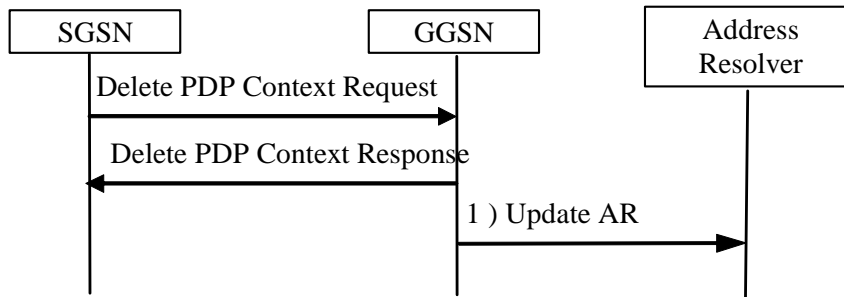 SGSN
GGSN
Address
Resolver
Delete PDP Context Request
Delete PDP Context Response
1 ) Update AR